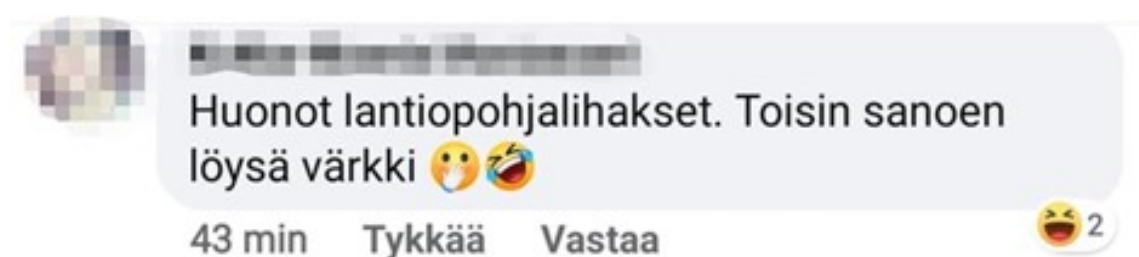 Huonot lantiopohjalihakset. Toisin sanoen
löysä värkki 🫢🤣
43 min Tykkää Vastaa
2